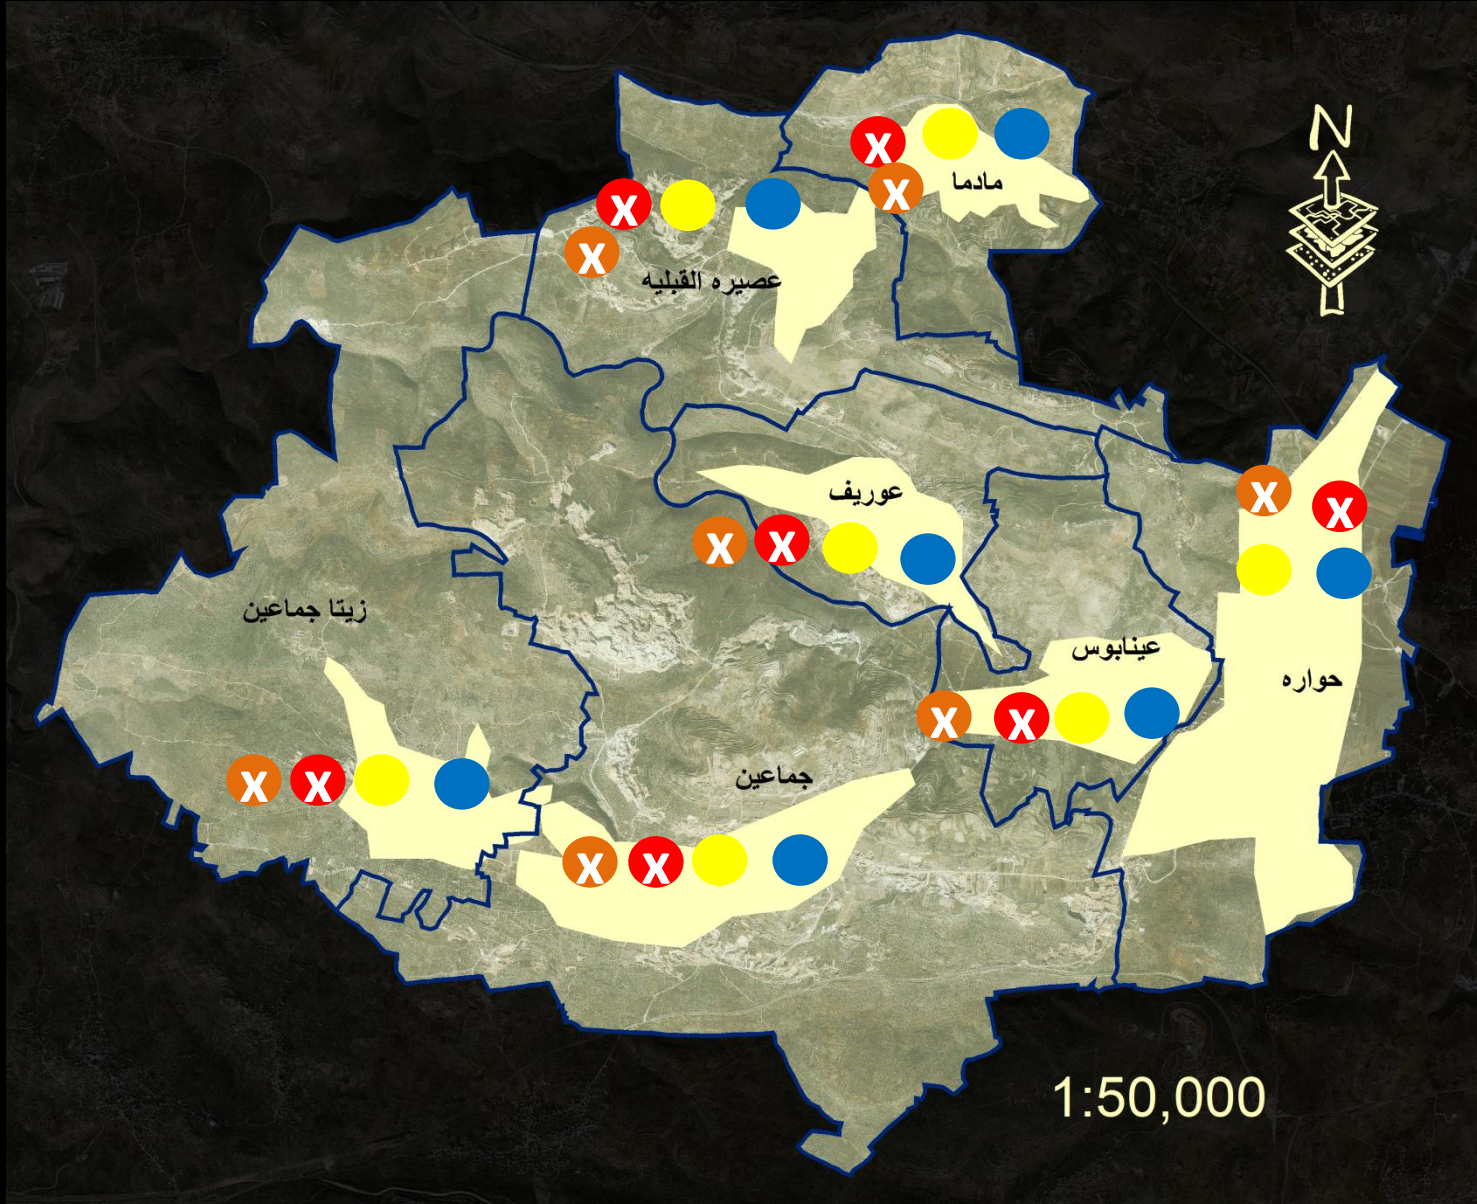 N
مادما
X
X
X
X
عصيره القبليه
عوريف
X
X
X
X
زيتا جماعين
عينابوس
حواره
X
X
X
X
جماعين
X
X
1:50,000